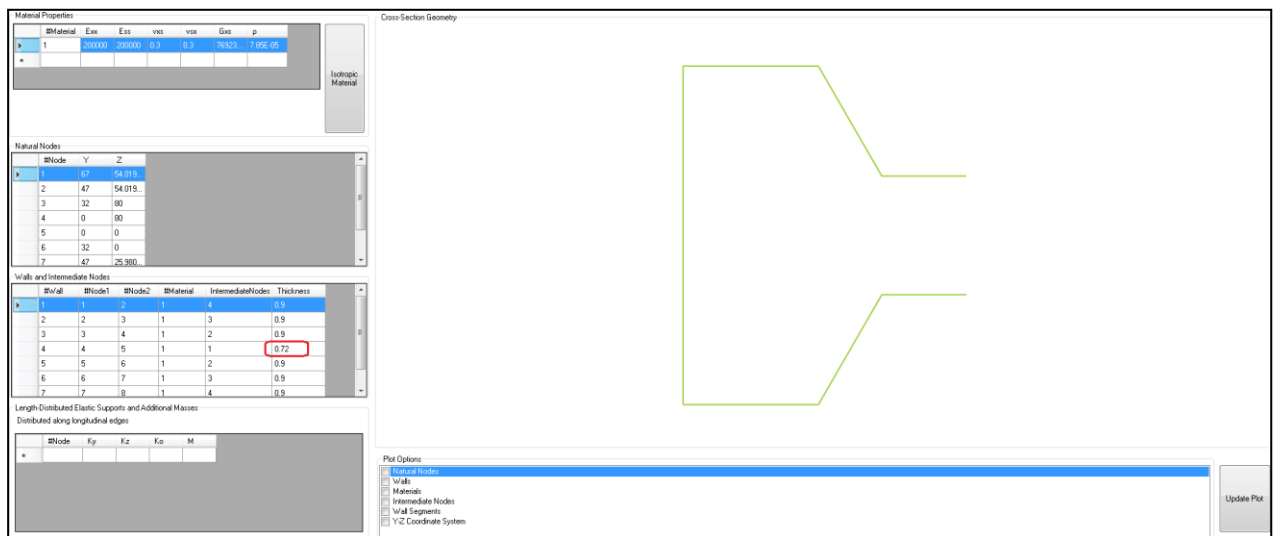 Material Properties
#Material Exx Ess vxs vsx Gxs ρ
1 200000 200000 0.3 0.3 76923... 7.85E-05
Isotropic
Material
Natural Nodes
#Node Y Z
1 67 54.019...
2 47 54.019...
3 32 80
4 0 80
5 0 0
6 32 0
7 47 25.980...
Walls and Intermediate Nodes
#Wall #Node1 #Node2 #Material IntermediateNodes Thickness
1 1 2 1 4 0.9
2 2 3 1 3 0.9
3 3 4 1 2 0.9
4 4 5 1 1 0.72
5 5 6 1 2 0.9
6 6 7 1 3 0.9
7 7 8 1 4 0.9
Length-Distributed Elastic Supports and Additional Masses
Distributed along longitudinal edges
#Node Ky Kz Kο M
Cross-Section Geometry
Plot Options
Natural Nodes
Walls
Materials
Intermediate Nodes
Wall Segments
Y-Z Coordinate System
Update Plot